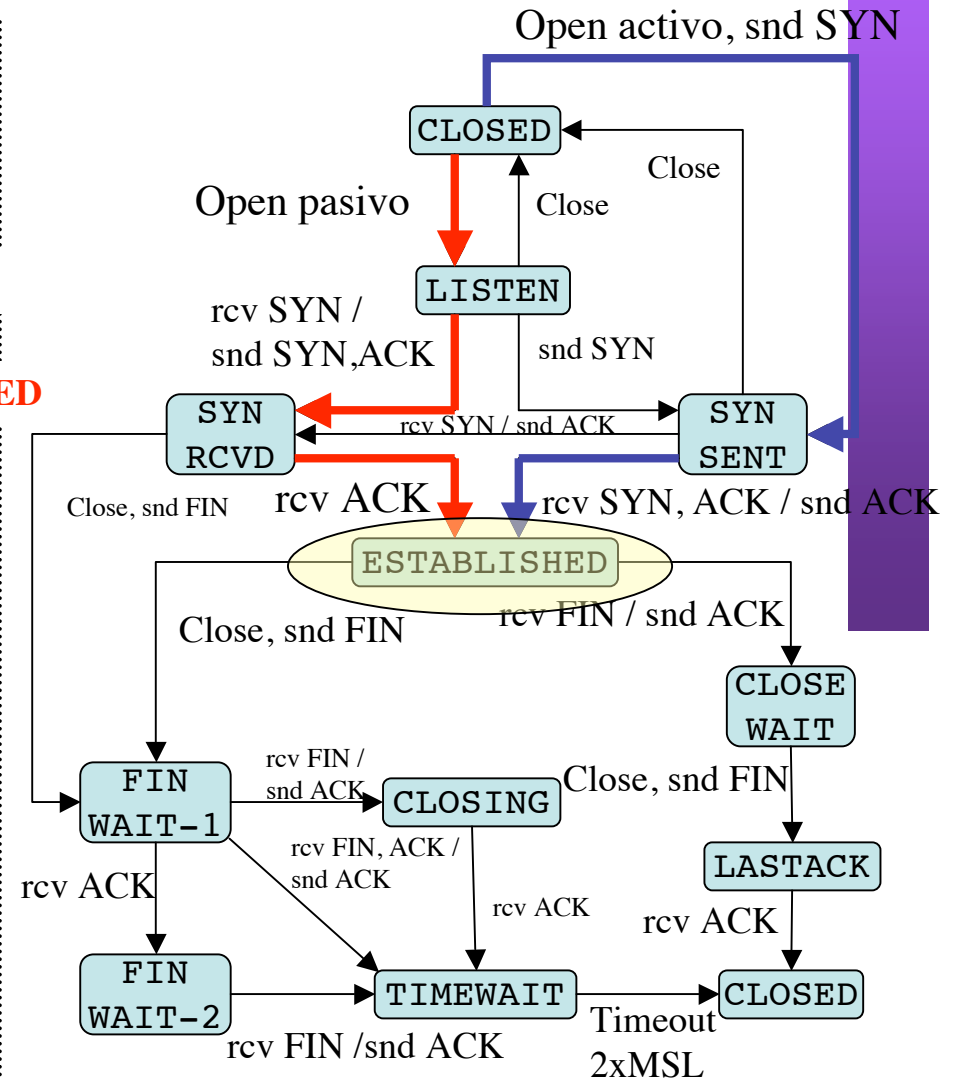 Open activo, snd SYN
CLOSED
Close
Open pasivo
Close
LISTEN
rcv SYN /
snd SYN,ACK
snd SYN
ED
SYN
RCVD
rcv SYN / snd ACK
SYN
SENT
Close, snd FIN
rcv ACK
rcv SYN, ACK / snd ACK
ESTABLISHED
Close, snd FIN
rcv FIN / snd ACK
CLOSE
WAIT
FIN
WAIT-1
rcv FIN /
snd ACK
CLOSING
Close, snd FIN
rcv FIN, ACK /
snd ACK
LASTACK
rcv ACK
rcv ACK
rcv ACK
FIN
WAIT-2
TIMEWAIT
CLOSED
rcv FIN /snd ACK
Timeout
2xMSL